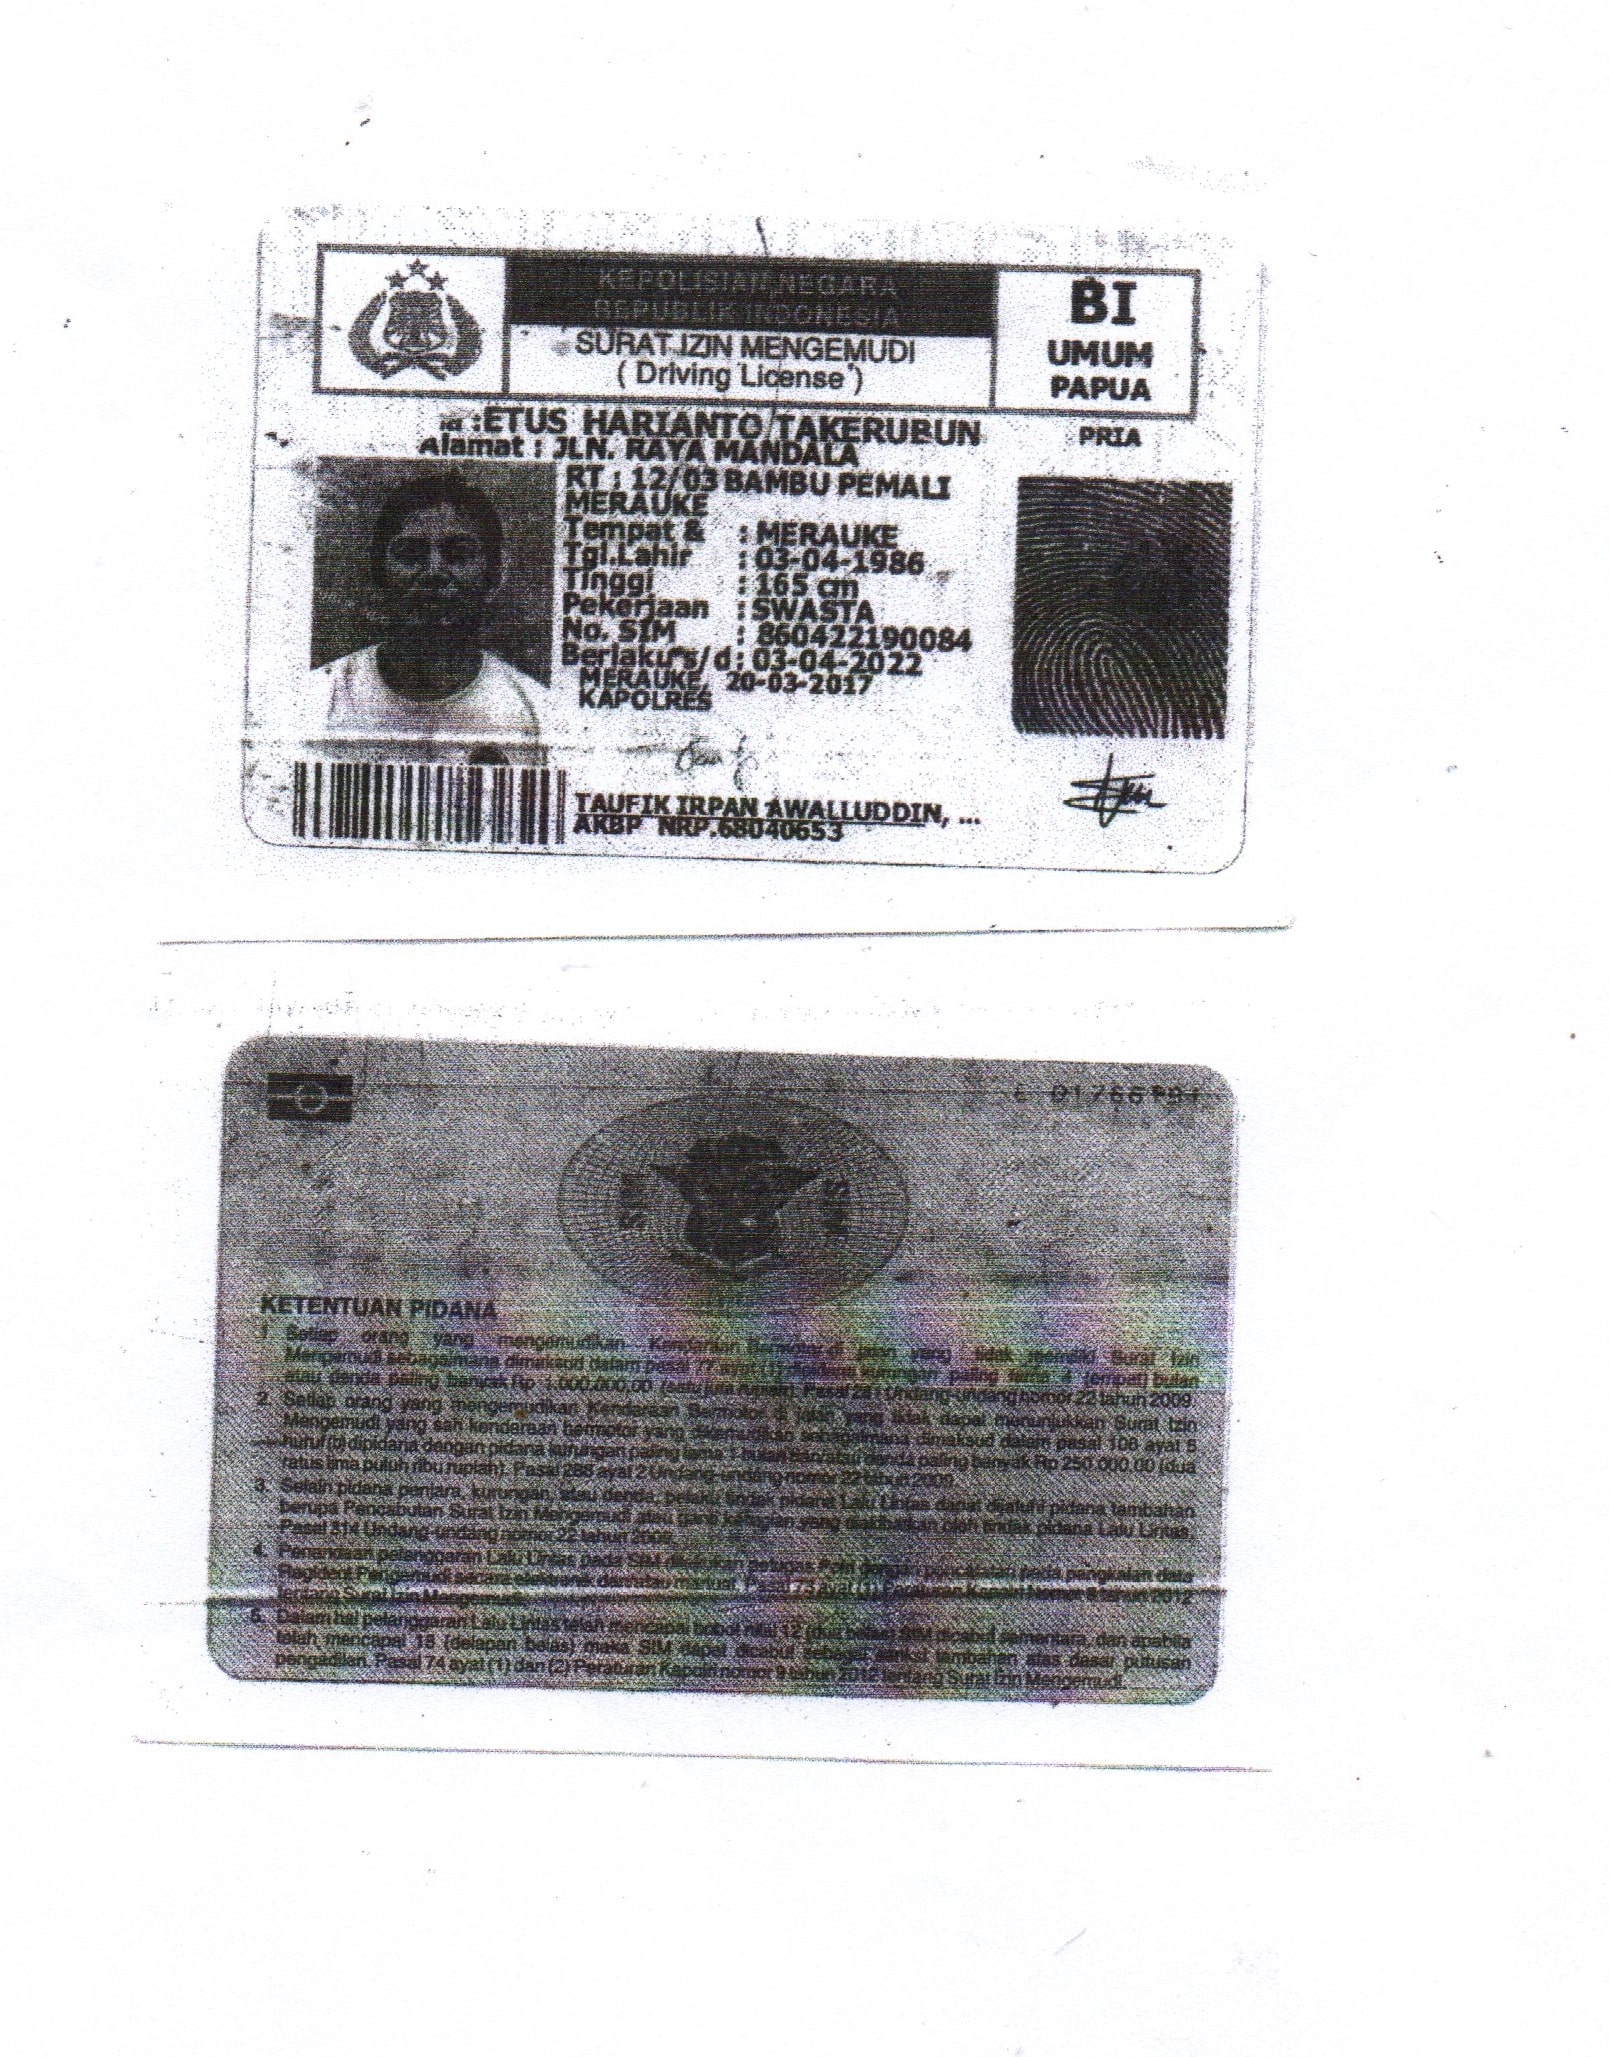 KEPOLISIAN NEGARA
REPUBLIK INDONESIA
SURAT IZIN MENGEMUDI
( Driving License )
BI
UMUM
PAPUA
PRIA
:ETUS HARIANTO TAKERUBUN
Alamat : JLN. RAYA MANDALA
RT : 12/03 BAMBU PEMALI
MERAUKE
Tempat & : MERAUKE
Tgl.Lahir : 03-04-1986
Tinggi : 165 cm
Pekerjaan : SWASTA
No. SIM : 860422190084
Berlaku s/d : 03-04-2022
MERAUKE, 20-03-2017
KAPOLRES
TAUFIK IRPAN AWALLUDDIN, ...
AKBP NRP.68040653
KETENTUAN PIDANA
1 Setiap orang yang mengemudikan Kendaraan Bermotor di jalan yang tidak memiliki Surat Izin
Mengemudi sebagaimana dimaksud dalam pasal 77 ayat kurungan paling lama 4 (empat) bulan
atau denda paling banyak Rp 1.000.000,00 (satu juta rupiah). Pasal 281 Undang-undang nomor 22 tahun 2009.
2. Setiap orang yang mengemudikan Kendaraan Bermotor di jalan yang tidak dapat menunjukkan Surat Izin
Mengemudi yang sah kendaraan bermotor yang dikemudikan sebagaimana dimaksud dalam pasal 106 ayat 5
huruf (b) dipidana dengan pidana kurungan paling lama 1 bulan dan/atau denda paling banyak Rp 250.000,00 (dua
ratus lima puluh ribu rupiah). Pasal 288 ayat 2 Undang-undang nomor 22 tahun 2009.
3. Selain pidana penjara, kurungan, atau denda, pelaku tindak pidana Lalu Lintas dapat dijatuhi pidana tambahan
berupa Pencabutan Surat Izin Mengemudi atau ganti kerugian yang diakibatkan oleh tindak pidana Lalu Lintas.
Pasal 314 Undang-undang nomor 22 tahun 2009.
4. Penandaan pelanggaran Lalu Lintas pada SIM dilakukan petugas Polri dengan pencatatan pada pangkalan data
Regident Pengemudi secara elektronik dan/atau manual. Pasal 73 ayat (1) Peraturan Kapolri Nomor 9 tahun 2012
tentang Surat Izin Mengemudi.
5. Dalam hal pelanggaran Lalu Lintas telah mencapai bobot nilai 12 (dua belas) SIM dicabut sementara, dan apabila
telah mencapai 18 (delapan belas) maka SIM dapat dicabut sebagai sanksi tambahan atas dasar putusan
pengadilan. Pasal 74 ayat (1) dan (2) Peraturan Kapolri nomor 9 tahun 2012 tentang Surat Izin Mengemudi.